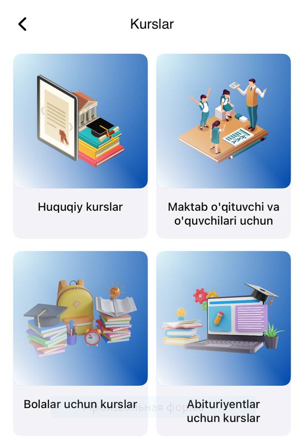 Kurslar
Huquqiy kurslar
Maktab o'qituvchi va
o'quvchilari uchun
Bolalar uchun kurslar
Abituriyentlar
uchun kurslar